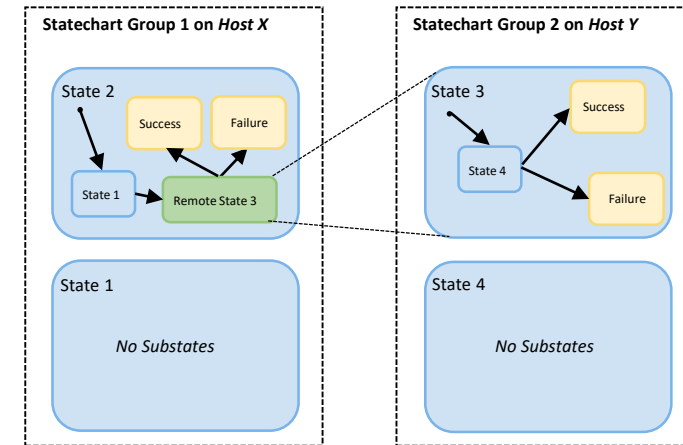 Statechart Group 1 on Host X
State 2
Success
Failure
State 1
Remote State 3
State 1
No Substates
Statechart Group 2 on Host Y
State 3
Success
State 4
Failure
State 4
No Substates